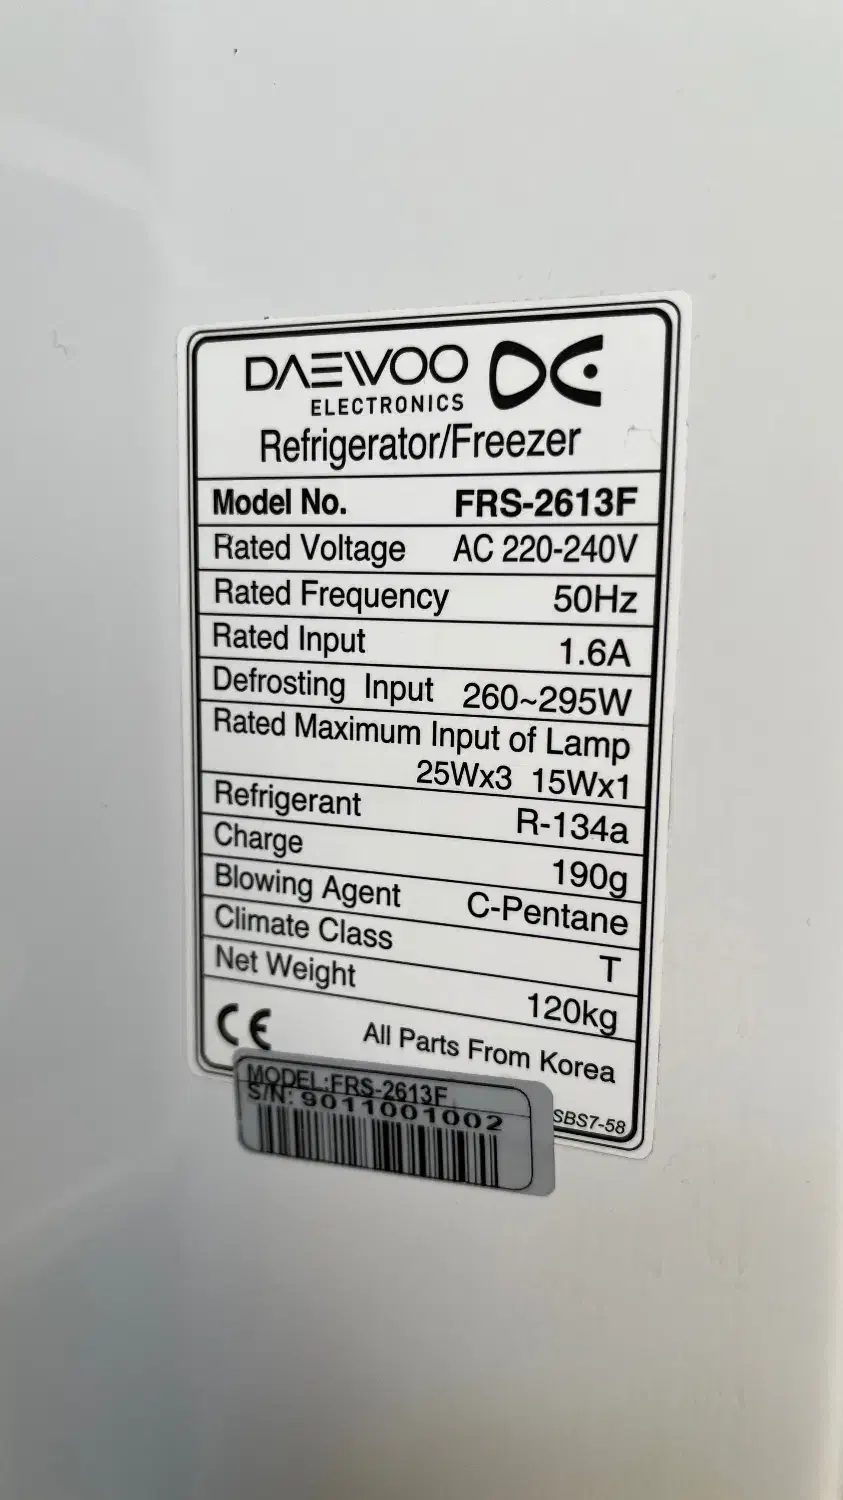 DAEWOO
ELECTRONICS
Refrigerator/Freezer
Model No. FRS-2613F
Rated Voltage AC 220-240V
Rated Frequency 50Hz
Rated Input 1.6A
Defrosting Input 260~295W
Rated Maximum Input of Lamp
25Wx3 15Wx1
Refrigerant R-134a
Charge 190g
Blowing Agent C-Pentane
Climate Class T
Net Weight 120kg
CE All Parts From Korea
MODEL:FRS-2613F
S/N: 9011001002
SBS7-58